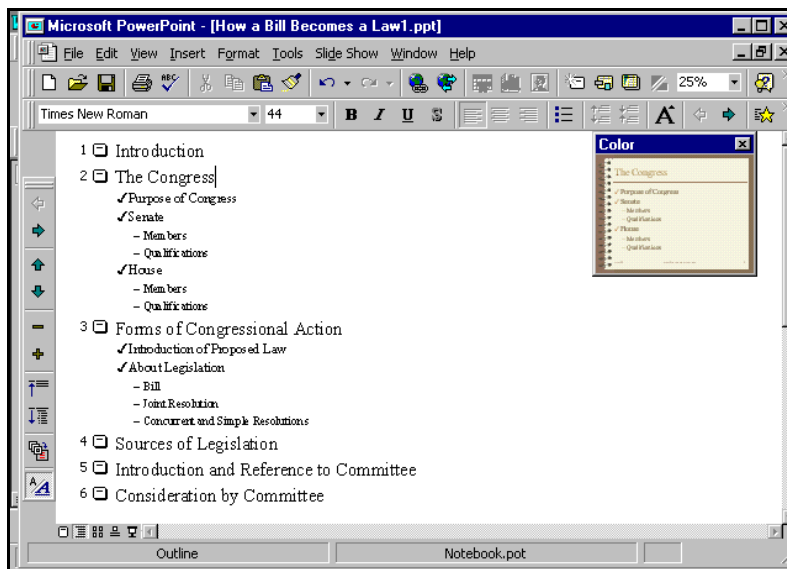 Microsoft PowerPoint - [How a Bill Becomes a Law1.ppt]
File Edit View Insert Format Tools Slide Show Window Help
ABC
25%
Times New Roman 44 B I U S A
Color
1 Introduction
2 The Congress
✓Purpose of Congress
✓Senate
– Members
– Qualifications
✓House
– Members
– Qualifications
3 Forms of Congressional Action
✓Introduction of Proposed Law
✓About Legislation
– Bill
– Joint Resolution
– Concurrent and Simple Resolutions
4 Sources of Legislation
5 Introduction and Reference to Committee
6 Consideration by Committee
The Congress
✓ Purpose of Congress
✓ Senate
– Members
– Qualifications
✓ House
– Members
– Qualifications
A/A
Outline Notebook.pot